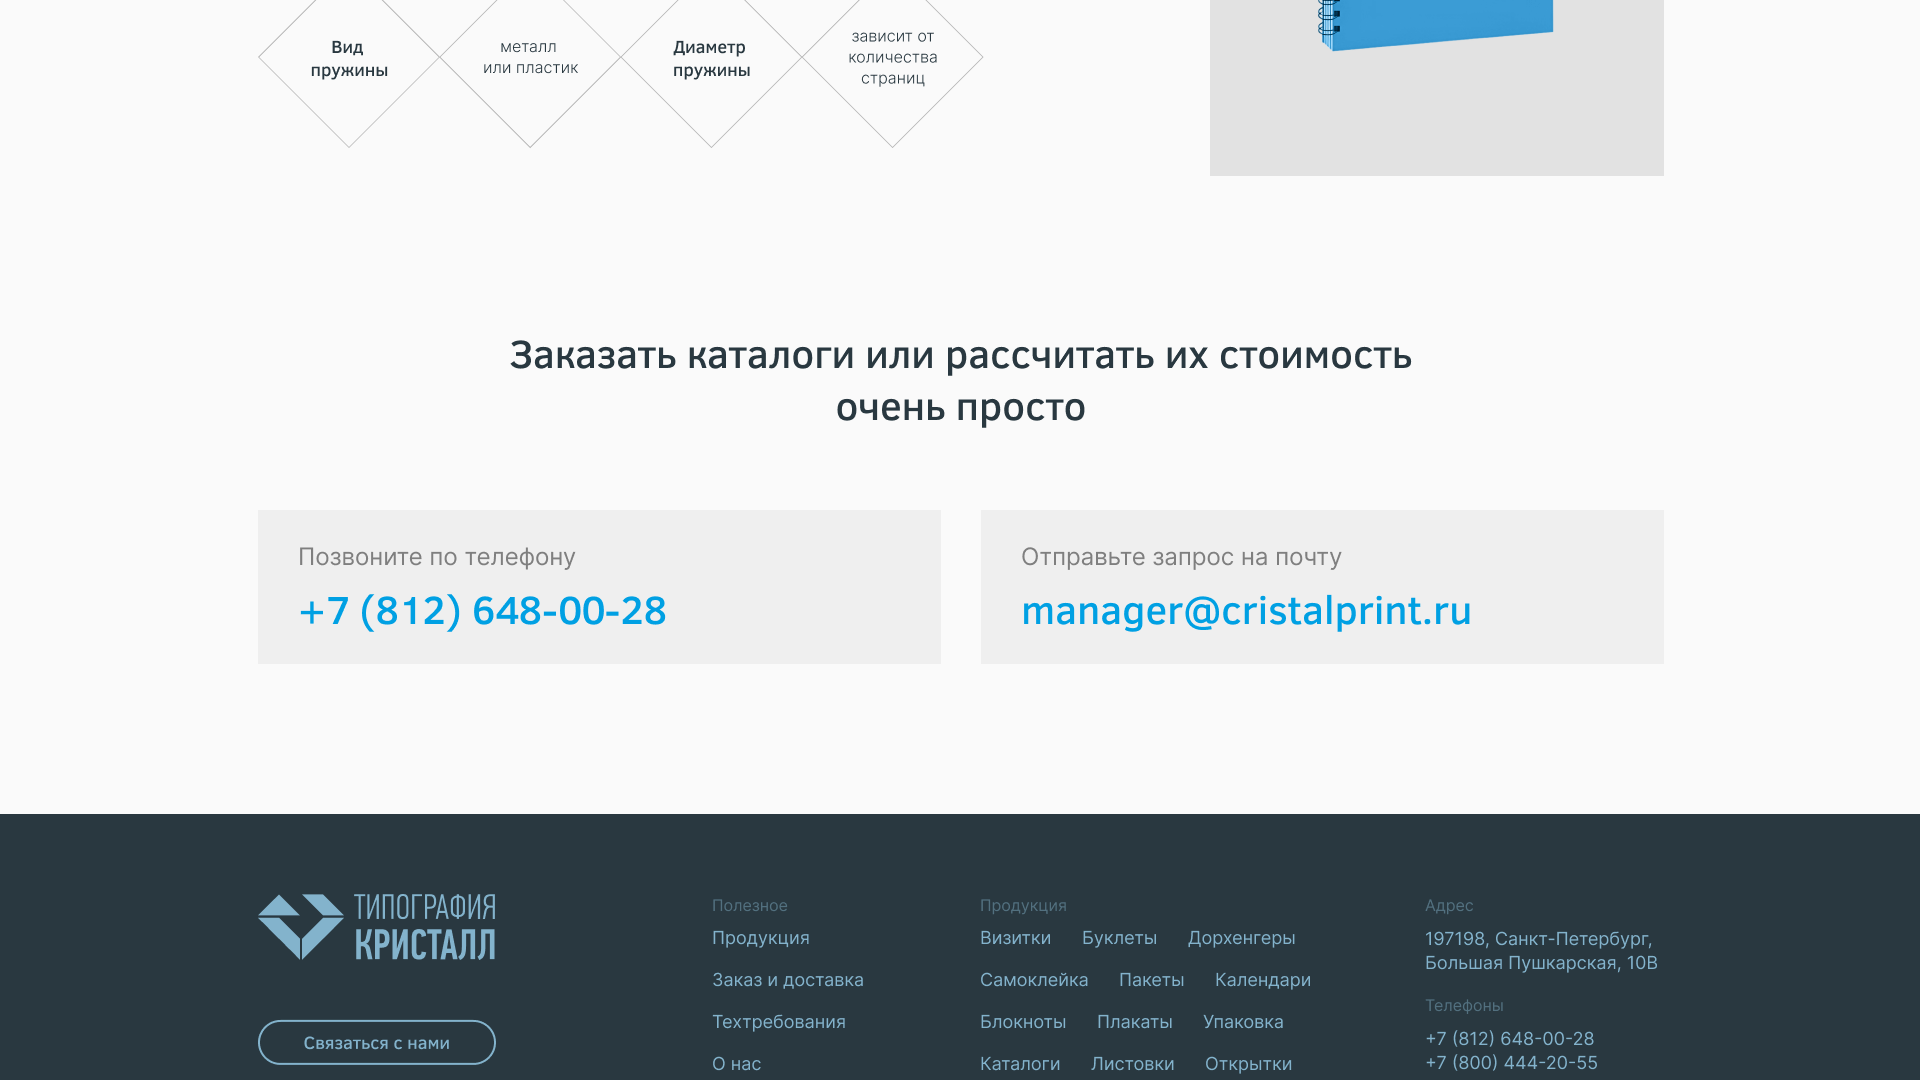 Вид
пружины
металл
или пластик
Диаметр
пружины
зависит от
количества
страниц
Заказать каталоги или рассчитать их стоимость
очень просто
Позвоните по телефону
+7 (812) 648-00-28
Отправьте запрос на почту
manager@cristalprint.ru
ТИПОГРАФИЯ
КРИСТАЛЛ
Связаться с нами
Полезное
Продукция
Заказ и доставка
Техтребования
О нас
Продукция
Визитки Буклеты Дорхенгеры
Самоклейка Пакеты Календари
Блокноты Плакаты Упаковка
Каталоги Листовки Открытки
Адрес
197198, Санкт-Петербург,
Большая Пушкарская, 10В
Телефоны
+7 (812) 648-00-28
+7 (800) 444-20-55